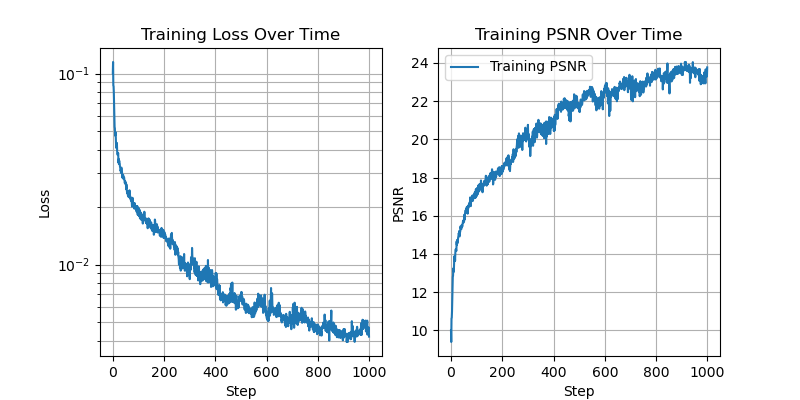 Training Loss Over Time
Loss
10⁻¹
10⁻²
0 200 400 600 800 1000
Step
Training PSNR Over Time
Training PSNR
PSNR
24
22
20
18
16
14
12
10
0 200 400 600 800 1000
Step